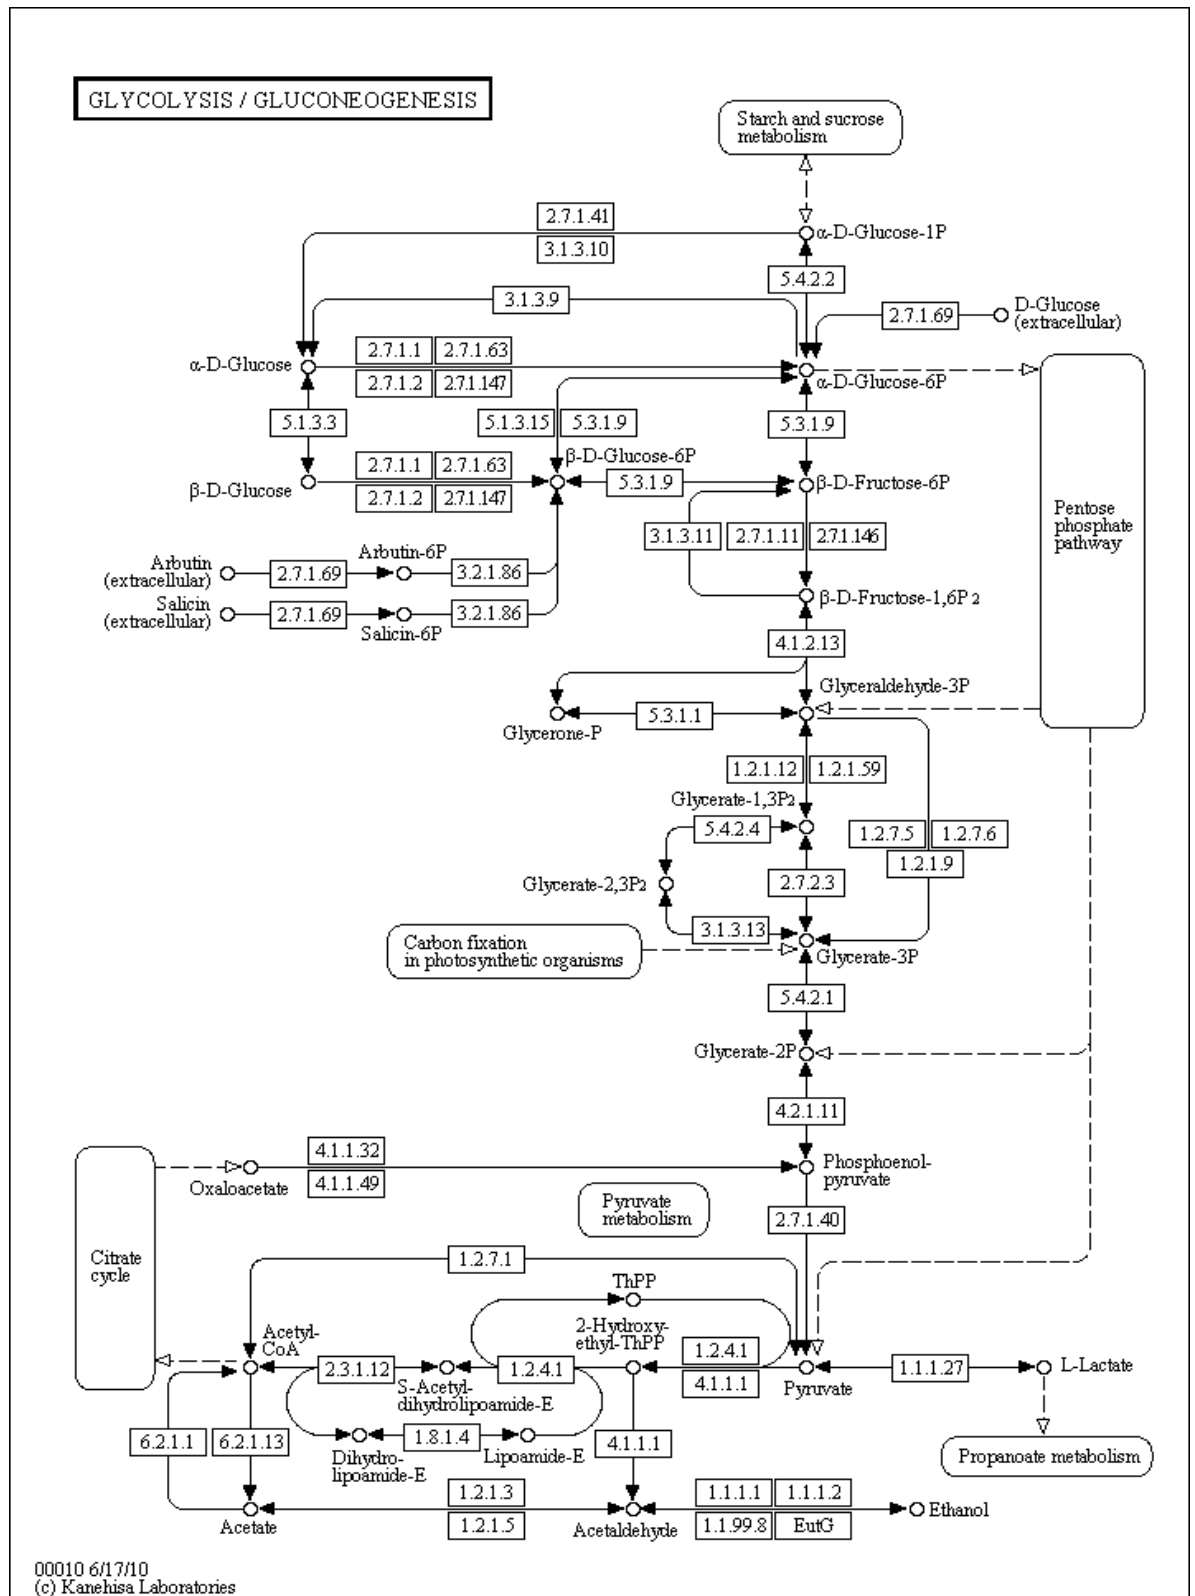 GLYCOLYSIS / GLUCONEOGENESIS
Starch and sucrose
metabolism
2.7.1.41
α-D-Glucose-1P
3.1.3.10
5.4.2.2
3.1.3.9
2.7.1.69
D-Glucose
(extracellular)
2.7.1.1
2.7.1.63
α-D-Glucose
α-D-Glucose-6P
2.7.1.2
2.7.1.147
5.1.3.3
5.1.3.15
5.3.1.9
5.3.1.9
β-D-Glucose-6P
2.7.1.1
2.7.1.63
β-D-Glucose
5.3.1.9
β-D-Fructose-6P
2.7.1.2
2.7.1.147
Pentose
phosphate
pathway
3.1.3.11
2.7.1.11
2.7.1.146
Arbutin
(extracellular)
2.7.1.69
Arbutin-6P
3.2.1.86
β-D-Fructose-1,6P2
Salicin
(extracellular)
2.7.1.69
Salicin-6P
3.2.1.86
4.1.2.13
Glyceraldehyde-3P
5.3.1.1
Glycerone-P
1.2.1.12
1.2.1.59
Glycerate-1,3P2
5.4.2.4
1.2.7.5
1.2.7.6
1.2.1.9
Glycerate-2,3P2
2.7.2.3
3.1.3.13
Carbon fixation
in photosynthetic organisms
Glycerate-3P
5.4.2.1
Glycerate-2P
4.2.1.11
4.1.1.32
Oxaloacetate
4.1.1.49
Phosphoenol-
pyruvate
Pyruvate
metabolism
2.7.1.40
Citrate
cycle
1.2.7.1
ThPP
Acetyl-
CoA
2-Hydroxy-
ethyl-ThPP
1.2.4.1
2.3.1.12
1.2.4.1
4.1.1.1
Pyruvate
1.1.1.27
L-Lactate
S-Acetyl-
dihydrolipoamide-E
6.2.1.1
6.2.1.13
1.8.1.4
4.1.1.1
Dihydro-
lipoamide-E
Lipoamide-E
Propanoate metabolism
1.2.1.3
1.1.1.1
1.1.1.2
Ethanol
Acetate
1.2.1.5
Acetaldehyde
1.1.99.8
EutG
00010 6/17/10
(c) Kanehisa Laboratories